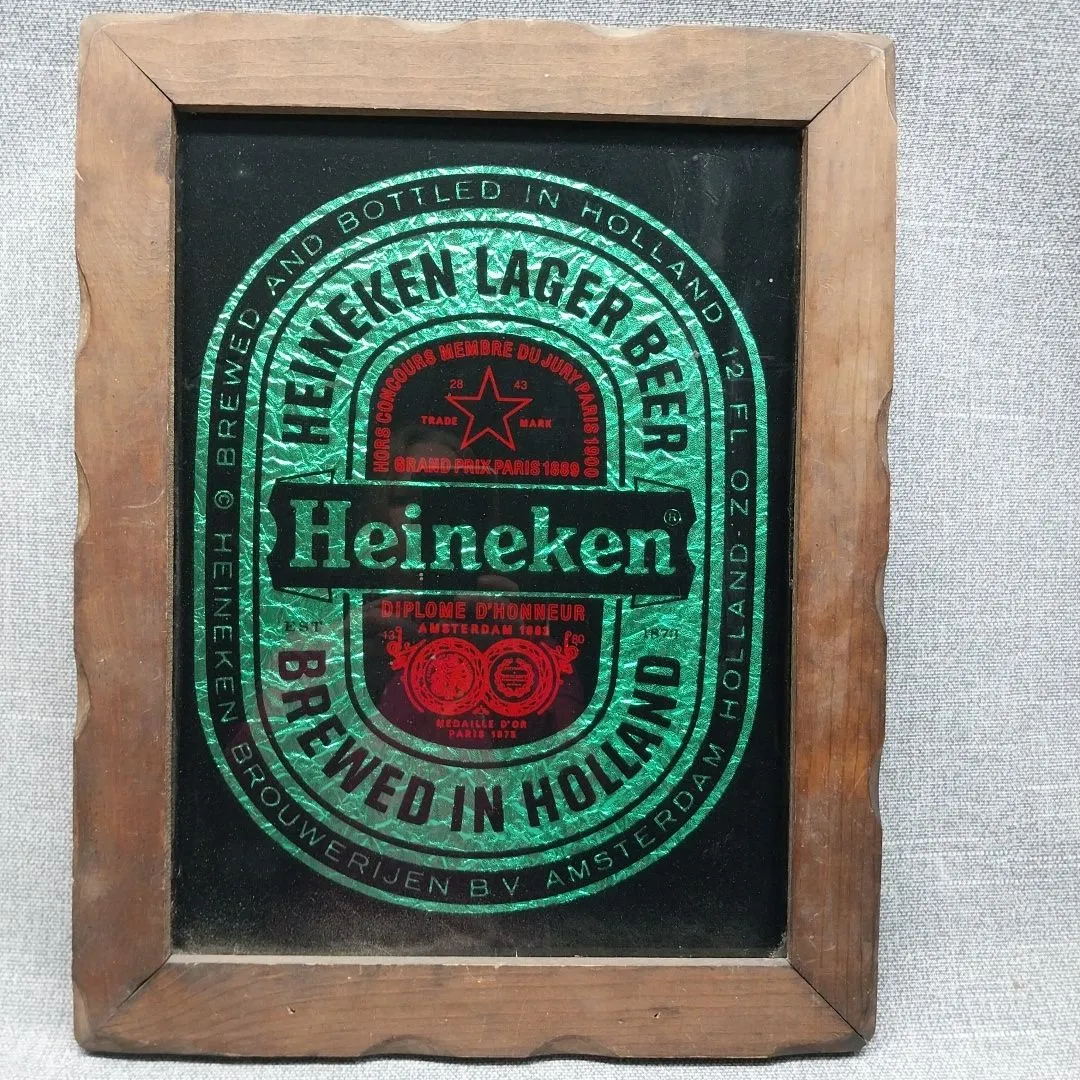 BREWED AND BOTTLED IN HOLLAND 12 FL. OZ. - HOLLAND - HOLLAND
HEINEKEN LAGER BEER
HORS CONCOURS MEMBRE DU JURY PARIS 1900
28 43
TRADE MARK
GRAND PRIX PARIS 1889
Heineken ®
DIPLOME D'HONNEUR
AMSTERDAM 1883
EST 1873
MEDAILLE D'OR
PARIS 1875
BREWED IN HOLLAND
© HEINEKEN BROUWERIJEN B.V. AMSTERDAM